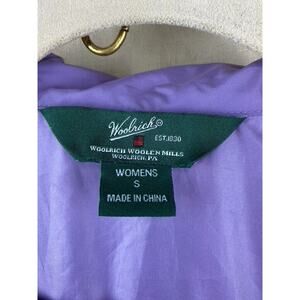 Woolrich®
EST.1830
WOOLRICH WOOLEN MILLS
WOOLRICH, PA
WOMENS
S
MADE IN CHINA